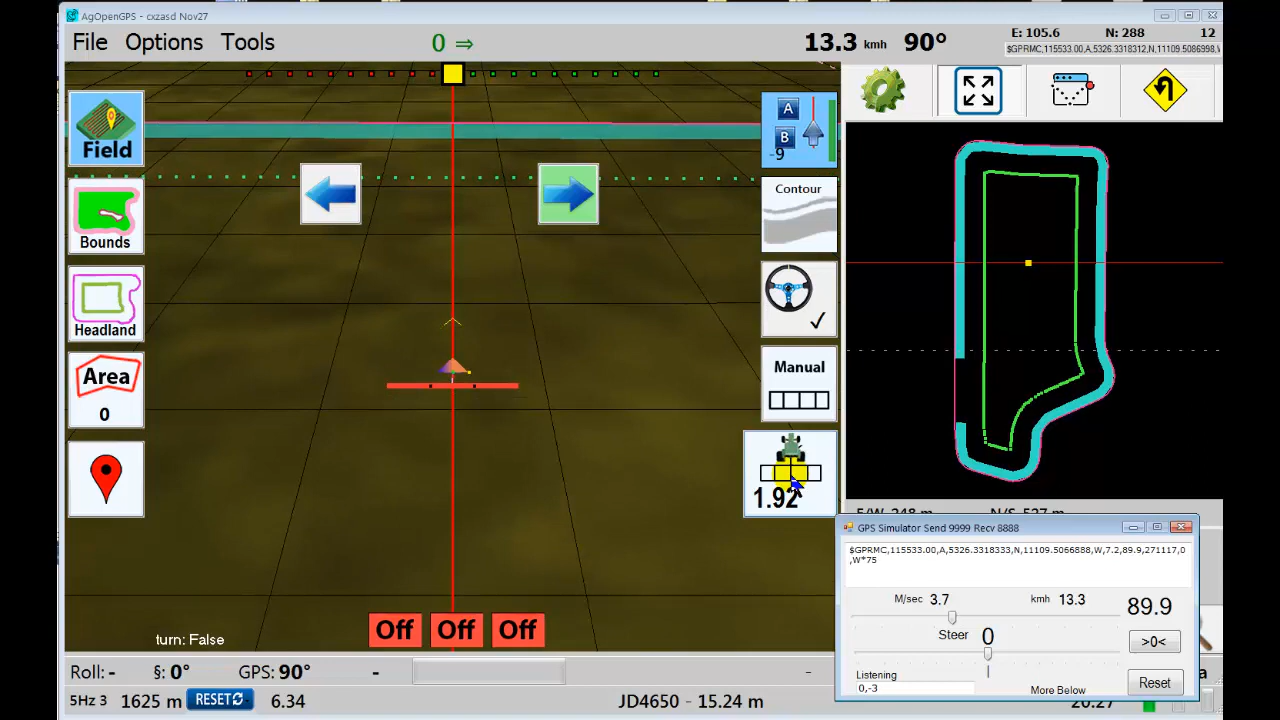 AgOpenGPS - cxzasd Nov27
File Options Tools
0 ⇒
13.3 kmh 90°
E: 105.6 N: 288 12
$GPRMC,115533.00,A,5326.3318312,N,11109.5086988,W
Field
Bounds
Headland
Area
0
A
B
-9
Contour
Manual
1.92
Off Off Off
turn: False
Roll: - §: 0° GPS: 90° - -
5Hz 3 1625 m RESET 6.34 JD4650 - 15.24 m
GPS Simulator Send 9999 Recv 8888
$GPRMC,115533.00,A,5326.3318333,N,11109.5066888,W,7.2,89.9,271117,0
,W*75
M/sec 3.7 kmh 13.3
89.9
Steer 0
>0<
Listening
0,-3
More Below
Reset